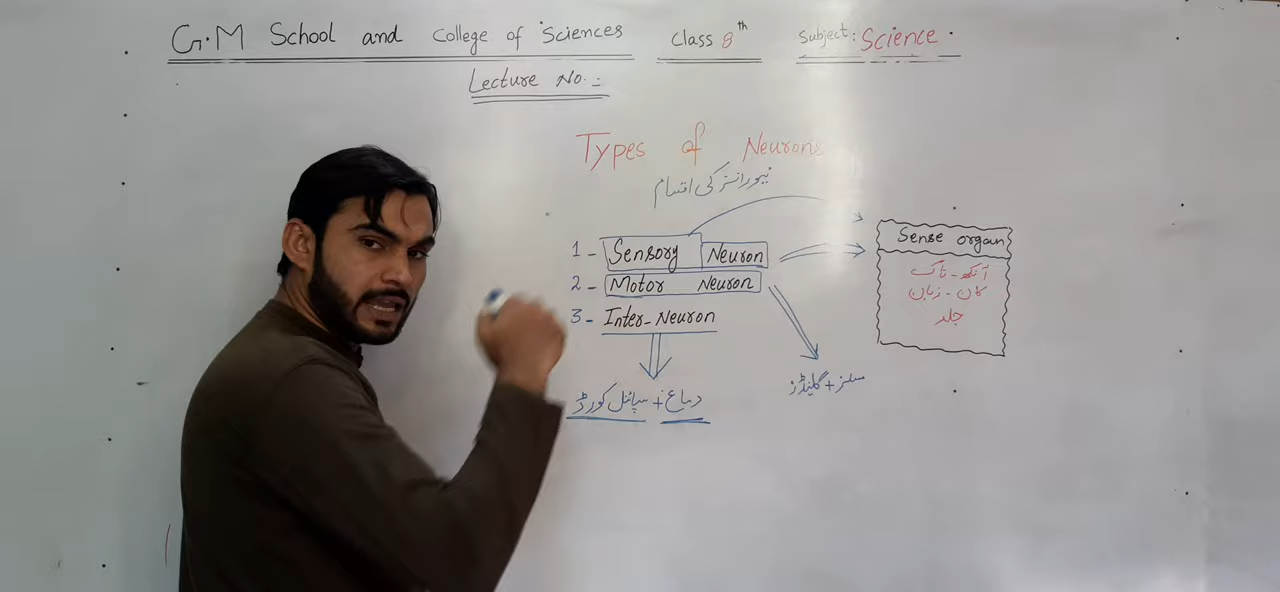 G.M School and College of Sciences Class 8th Subject: Science.
Lecture No. :
Types of Neurons
نیورانز کی اقسام
1- Sensory Neuron
2- Motor Neuron
3- Inter-Neuron
دماغ + سپائنل کورڈ
مسلز + گلینڈز
Sense organ
آنکھ - ناک
کان - زبان
جلد